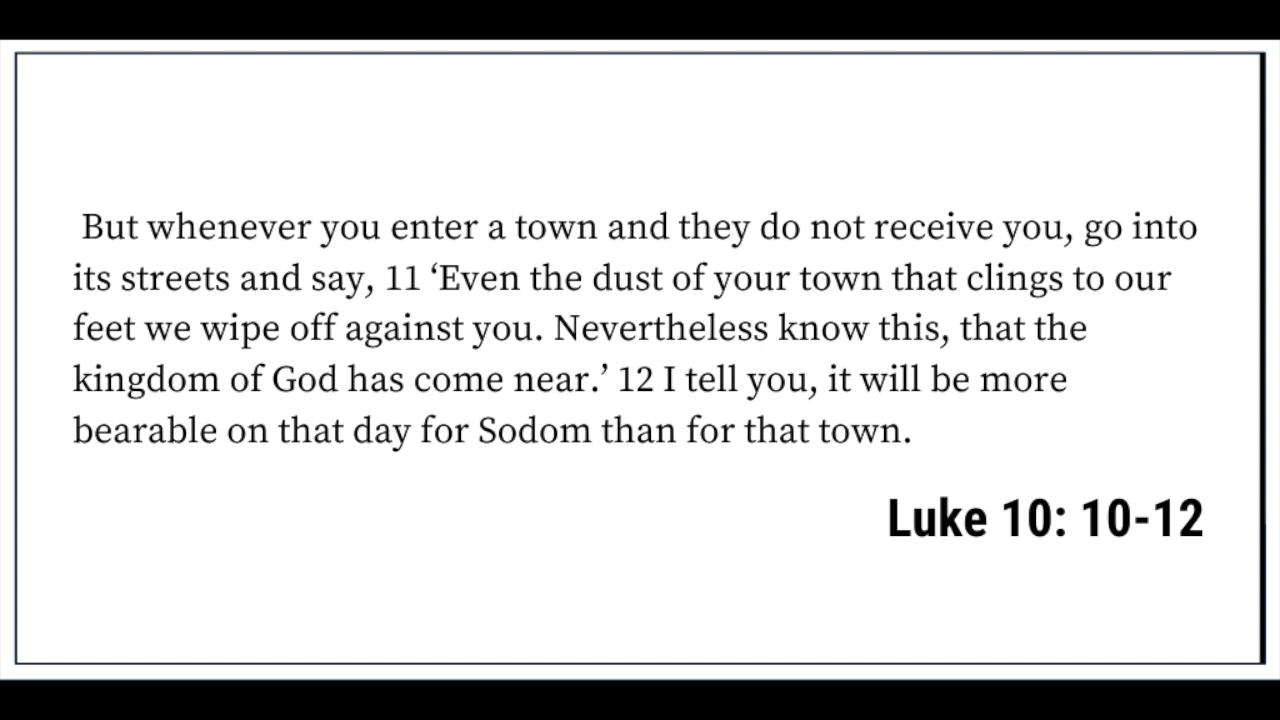 But whenever you enter a town and they do not receive you, go into
its streets and say, 11 ‘Even the dust of your town that clings to our
feet we wipe off against you. Nevertheless know this, that the
kingdom of God has come near.’ 12 I tell you, it will be more
bearable on that day for Sodom than for that town.
Luke 10: 10-12